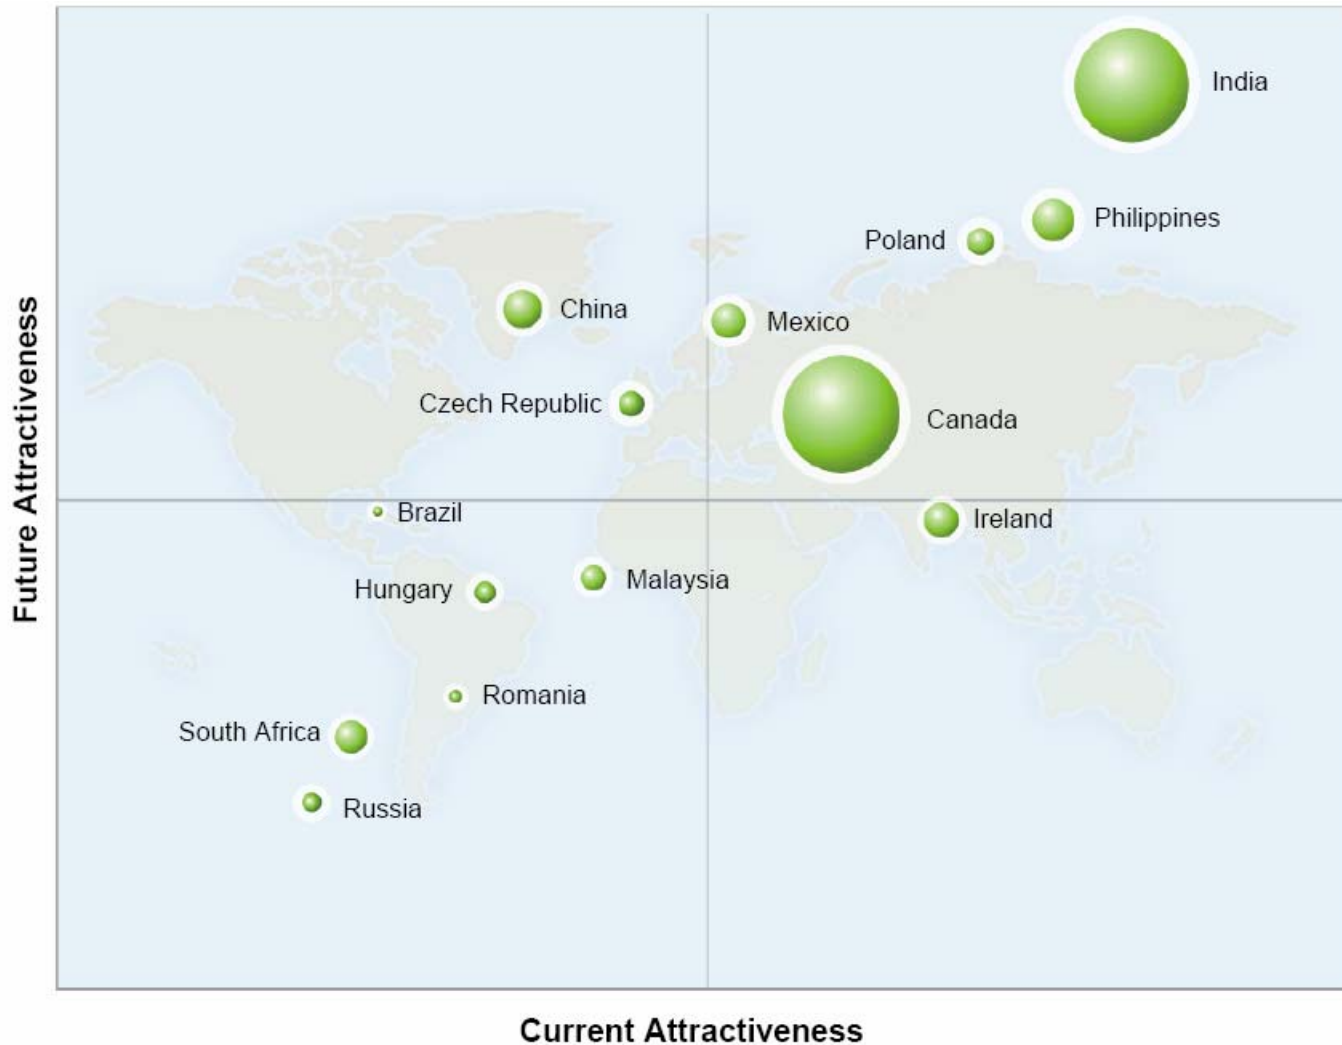 India
Philippines
Poland
China
Mexico
Czech Republic
Canada
Brazil
Ireland
Malaysia
Hungary
Romania
South Africa
Russia
Future Attractiveness
Current Attractiveness